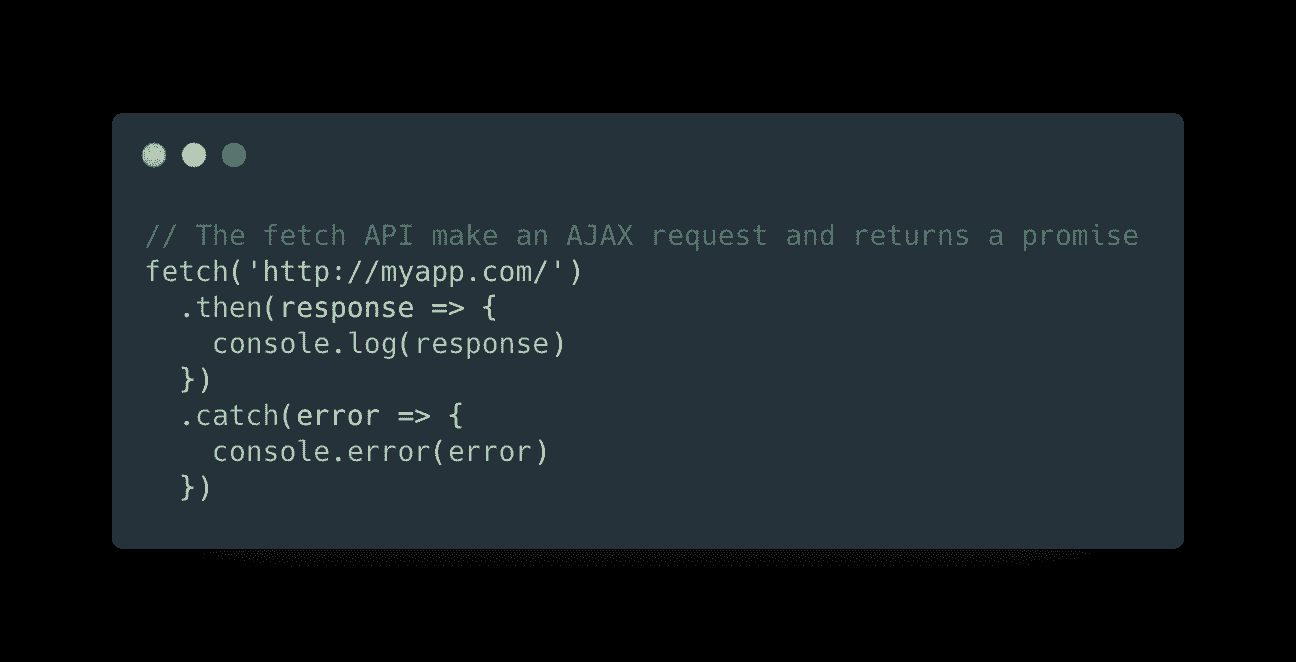 // The fetch API make an AJAX request and returns a promise
fetch('http://myapp.com/')
  .then(response => {
    console.log(response)
  })
  .catch(error => {
    console.error(error)
  })